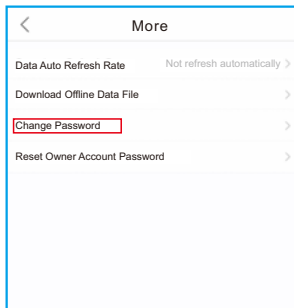 More
Data Auto Refresh Rate Not refresh automatically
Download Offline Data File
Change Password
Reset Owner Account Password